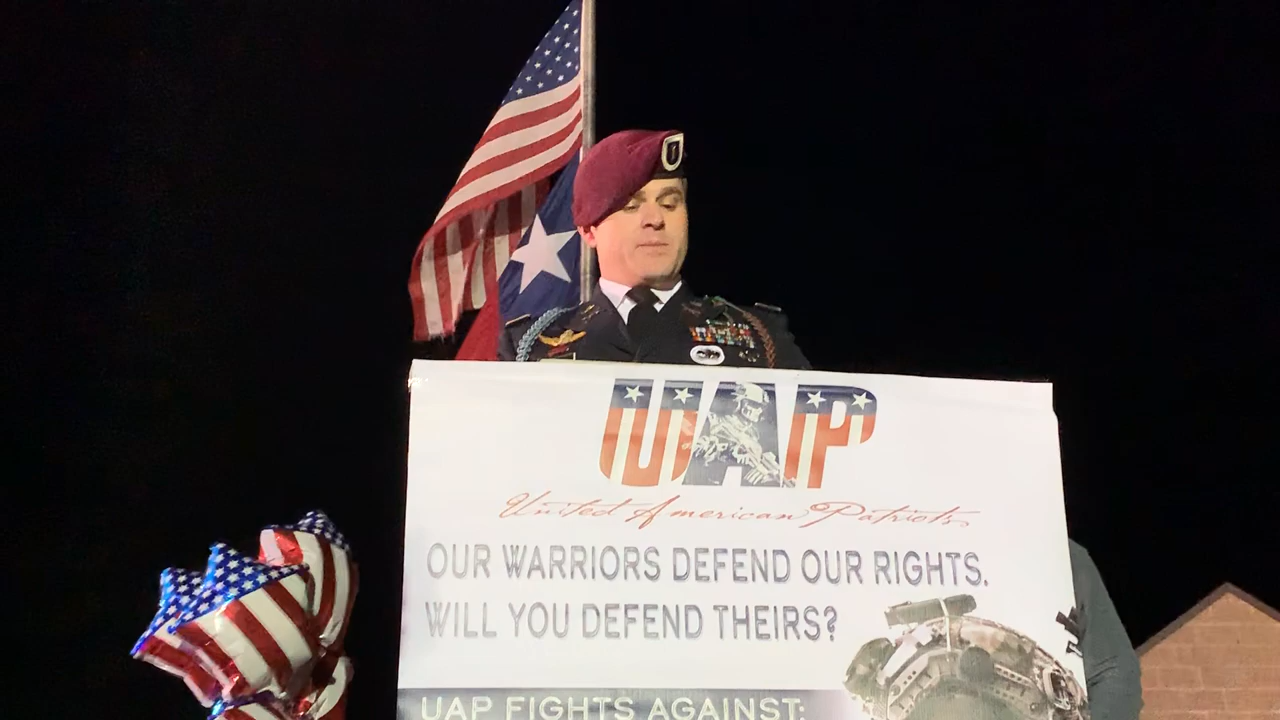 UAP
United American Patriots
OUR WARRIORS DEFEND OUR RIGHTS.
WILL YOU DEFEND THEIRS?
UAP FIGHTS AGAINST: